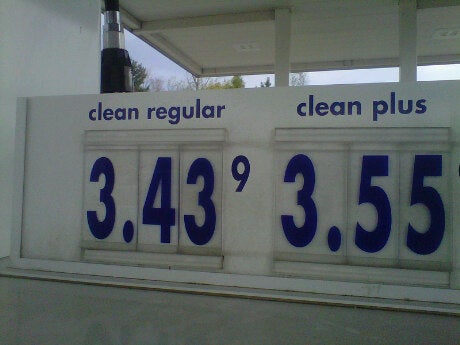 clean regular clean plus
3.43 9 3.55